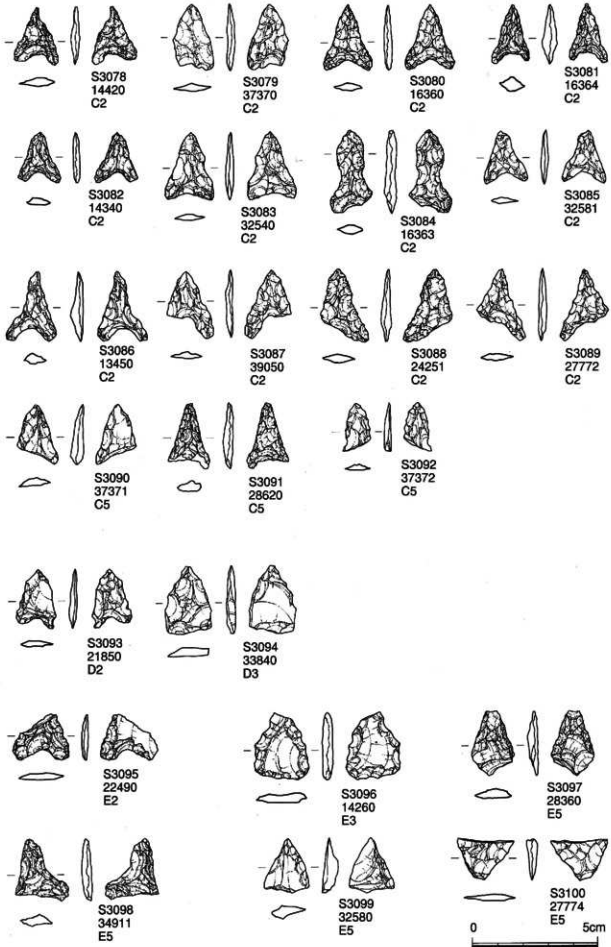 S3078
14420
C2
S3079
37370
C2
S3080
16360
C2
S3081
16364
C2
S3082
14340
C2
S3083
32540
C2
S3084
16363
C2
S3085
32581
C2
S3086
13450
C2
S3087
39050
C2
S3088
24251
C2
S3089
27772
C2
S3090
37371
C5
S3091
28620
C5
S3092
37372
C5
S3093
21850
D2
S3094
33840
D3
S3095
22490
E2
S3096
14260
E3
S3097
28360
E5
S3098
34911
E5
S3099
32580
E5
S3100
27774
E5
0 5cm